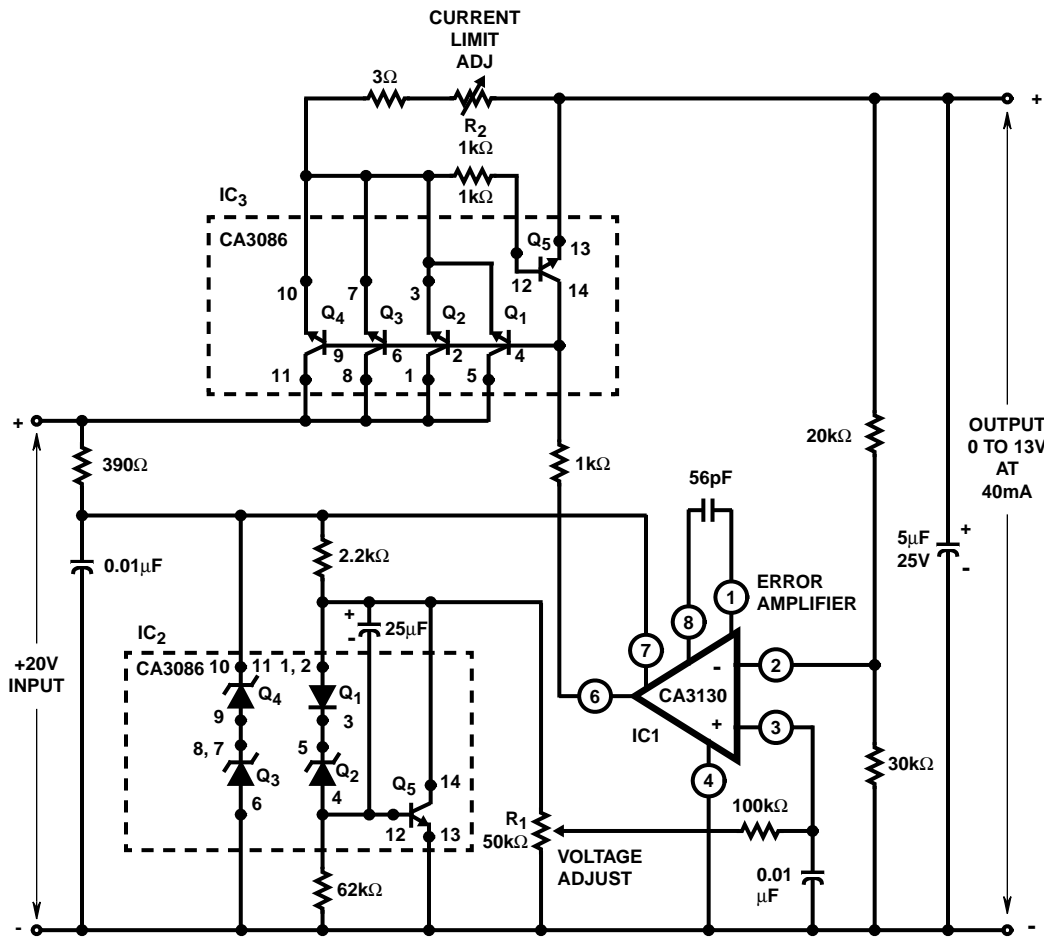 CURRENT
LIMIT
ADJ
3Ω
R2
1kΩ
1kΩ
+
IC3
CA3086
Q5
13
12
14
10
7
3
Q4
Q3
Q2
Q1
9
6
2
4
11
8
1
5
+
390Ω
1kΩ
20kΩ
OUTPUT
0 TO 13V
AT
40mA
56pF
0.01μF
2.2kΩ
5μF
25V
+
-
ERROR
AMPLIFIER
1
8
+
-
25μF
IC2
CA3086
+20V
INPUT
10
11
1, 2
Q4
Q1
9
3
8, 7
5
Q3
Q2
6
4
Q5
14
12
13
7
6
-
2
CA3130
+
3
IC1
4
30kΩ
R1
50kΩ
100kΩ
VOLTAGE
ADJUST
62kΩ
0.01
μF
-
-